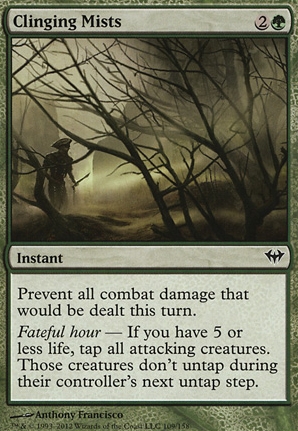 Clinging Mists 2
Instant
Prevent all combat damage that
would be dealt this turn.
Fateful hour — If you have 5 or
less life, tap all attacking creatures.
Those creatures don't untap during
their controller's next untap step.
Anthony Francisco
™ & © 1993–2012 Wizards of the Coast LLC 109/158